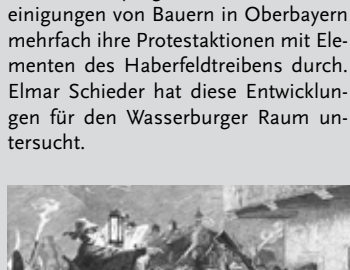 einigungen von Bauern in Oberbayern
mehrfach ihre Protestaktionen mit Ele-
menten des Haberfeldtreibens durch.
Elmar Schieder hat diese Entwicklun-
gen für den Wasserburger Raum un-
tersucht.